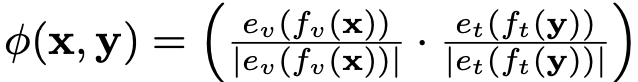 ϕ(x, y) = ( e_v(f_v(x)) / |e_v(f_v(x))| · e_t(f_t(y)) / |e_t(f_t(y))| )